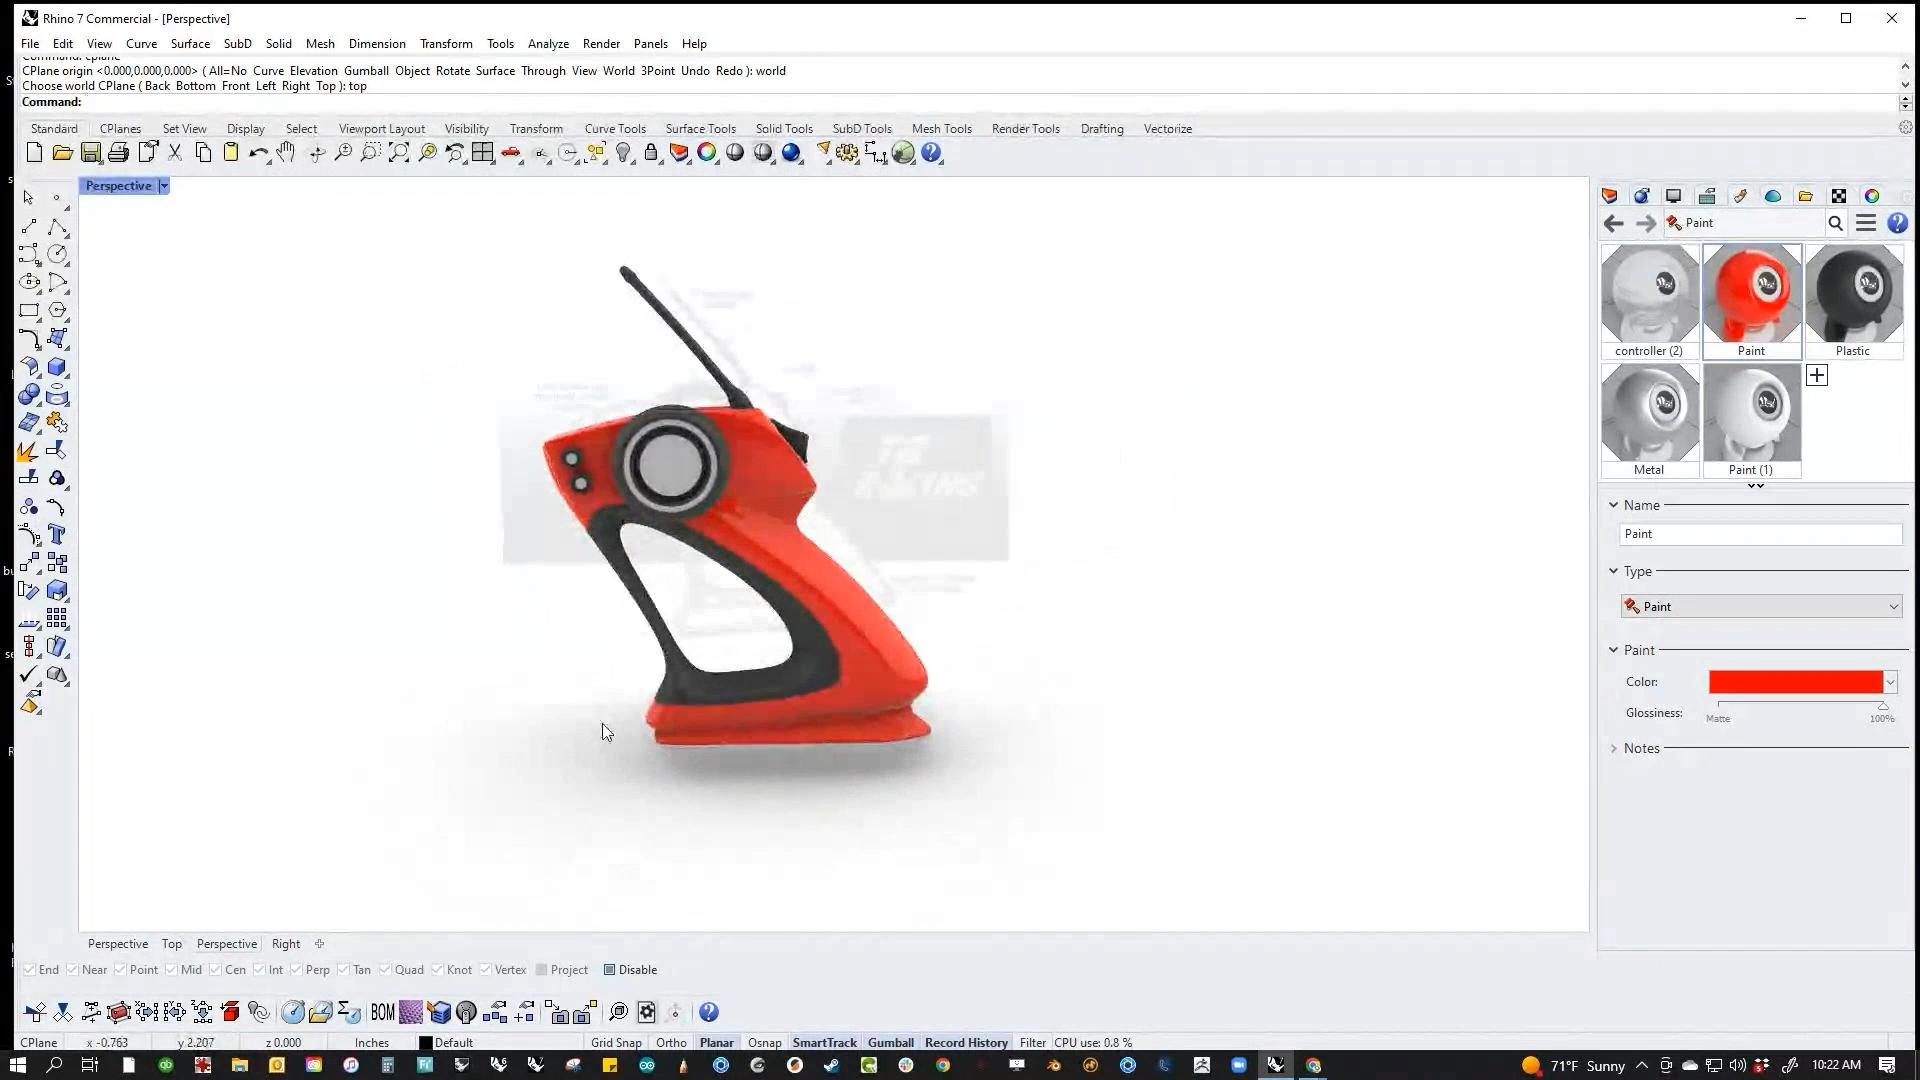 Rhino 7 Commercial - [Perspective]
File Edit View Curve Surface SubD Solid Mesh Dimension Transform Tools Analyze Render Panels Help
Command: cplane
CPlane origin <0.000,0.000,0.000> ( All=No Curve Elevation Gumball Object Rotate Surface Through View World 3Point Undo Redo ): world
Choose world CPlane ( Back Bottom Front Left Right Top ): top
Command:
Standard CPlanes Set View Display Select Viewport Layout Visibility Transform Curve Tools Surface Tools Solid Tools SubD Tools Mesh Tools Render Tools Drafting Vectorize
Perspective
Paint
controller (2) Paint Plastic
Metal Paint (1)
Name
Paint
Type
Paint
Paint
Color:
Glossiness:
Matte 100%
Notes
Perspective Top Perspective Right
End Near Point Mid Cen Int Perp Tan Quad Knot Vertex Project Disable
BOM
CPlane x -0.763 y 2.207 z 0.000 Inches Default Grid Snap Ortho Planar Osnap SmartTrack Gumball Record History Filter CPU use: 0.8 %
71°F Sunny 10:22 AM